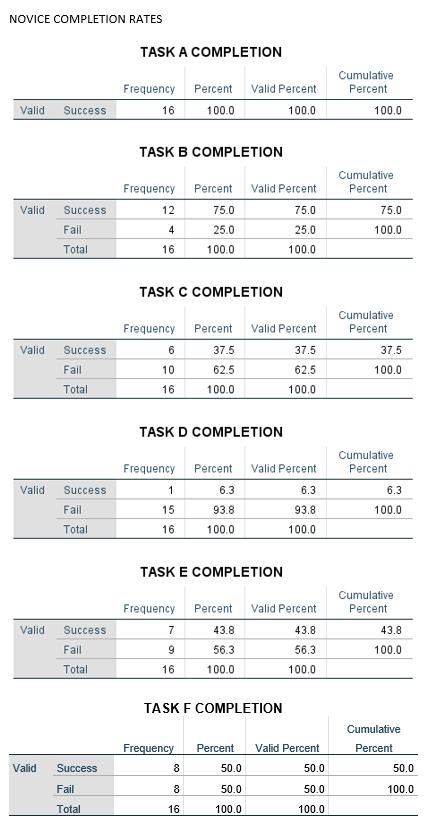 NOVICE COMPLETION RATES
TASK A COMPLETION
Frequency Percent Valid Percent Cumulative Percent
Valid Success 16 100.0 100.0 100.0
TASK B COMPLETION
Frequency Percent Valid Percent Cumulative Percent
Valid Success 12 75.0 75.0 75.0
Fail 4 25.0 25.0 100.0
Total 16 100.0 100.0
TASK C COMPLETION
Frequency Percent Valid Percent Cumulative Percent
Valid Success 6 37.5 37.5 37.5
Fail 10 62.5 62.5 100.0
Total 16 100.0 100.0
TASK D COMPLETION
Frequency Percent Valid Percent Cumulative Percent
Valid Success 1 6.3 6.3 6.3
Fail 15 93.8 93.8 100.0
Total 16 100.0 100.0
TASK E COMPLETION
Frequency Percent Valid Percent Cumulative Percent
Valid Success 7 43.8 43.8 43.8
Fail 9 56.3 56.3 100.0
Total 16 100.0 100.0
TASK F COMPLETION
Frequency Percent Valid Percent Cumulative Percent
Valid Success 8 50.0 50.0 50.0
Fail 8 50.0 50.0 100.0
Total 16 100.0 100.0